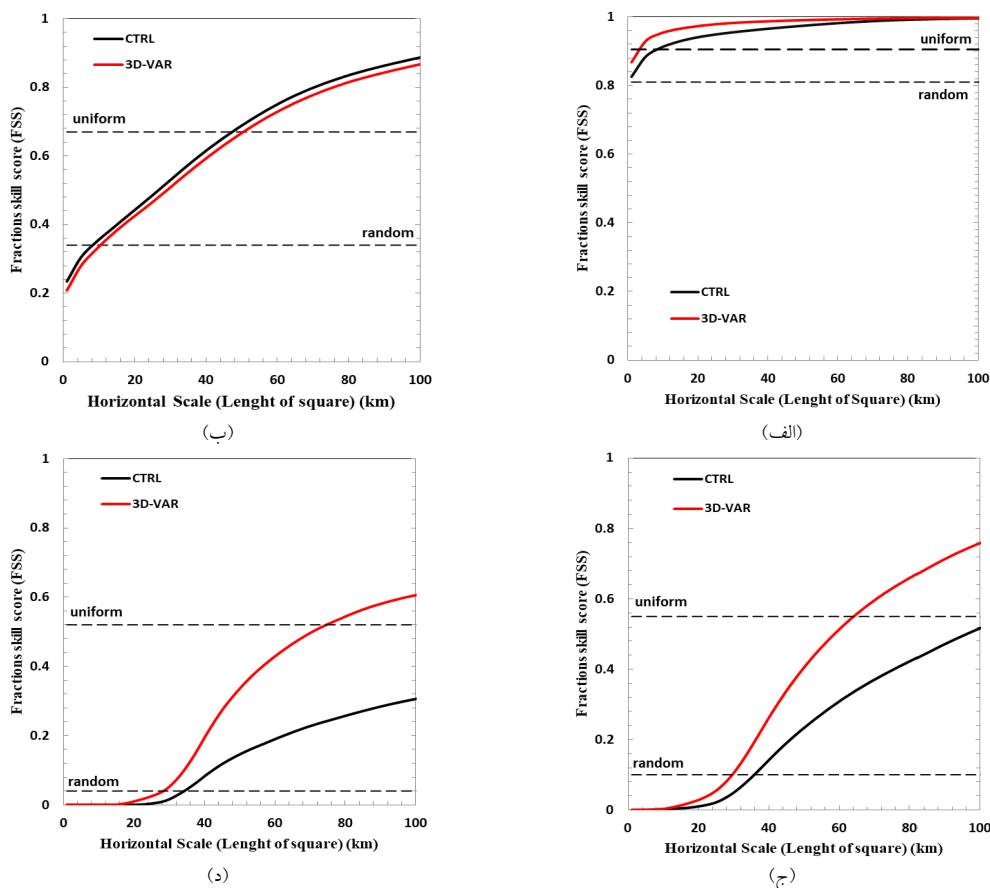 1
0.8
0.6
0.4
0.2
0
Fractions skill score (FSS)
CTRL
3D-VAR
uniform
random
0 20 40 60 80 100
Horizontal Scale (Lenght of square) (km)
(ب)
1
0.8
0.6
0.4
0.2
0
Fractions skill score (FSS)
uniform
random
CTRL
3D-VAR
0 20 40 60 80 100
Horizontal Scale (Lenght of Square) (km)
(الف)
1
0.8
0.6
0.4
0.2
0
Fractions skill score (FSS)
CTRL
3D-VAR
uniform
random
0 20 40 60 80 100
Horizontal Scale (Lenght of square) (km)
(د)
1
0.8
0.6
0.4
0.2
0
Fractions skill score (FSS)
CTRL
3D-VAR
uniform
random
0 20 40 60 80 100
Horizontal Scale (Lenght of square) (km)
(ج)